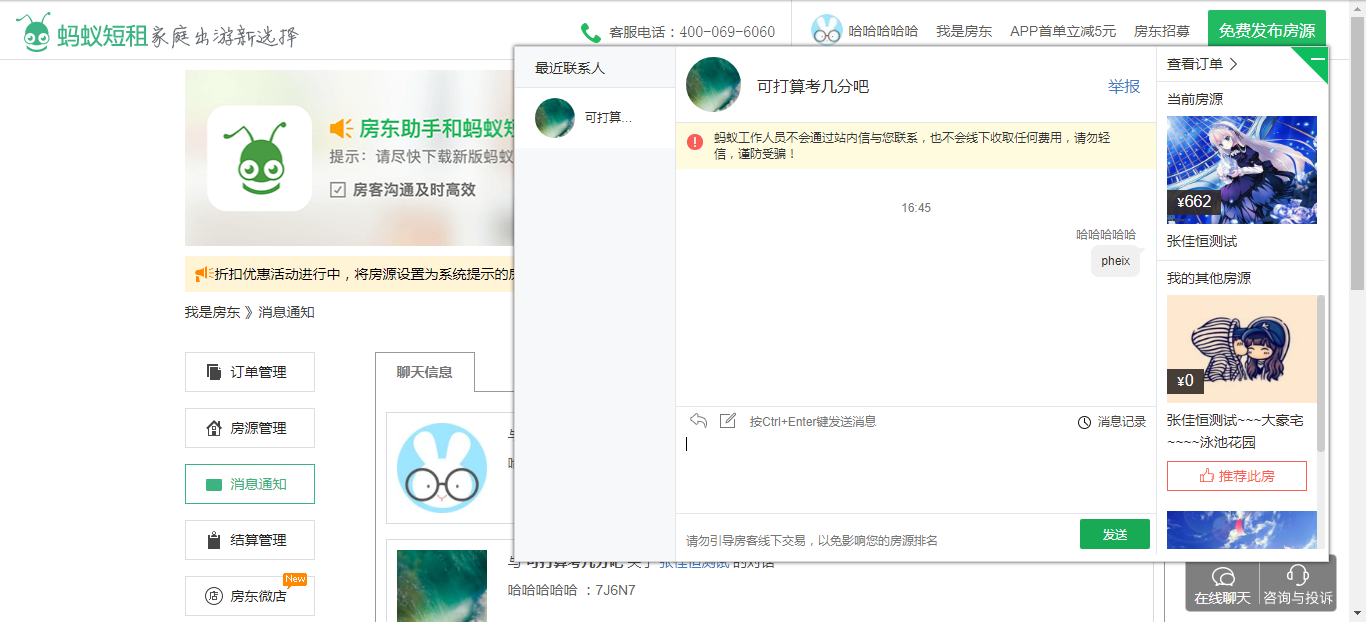 蚂蚁短租 家庭出游新选择
客服电话：400-069-6060
哈哈哈哈哈
我是房东
APP首单立减5元
房东招募
免费发布房源
房东助手和蚂蚁短
提示：请尽快下载新版蚂蚁
房客沟通及时高效
折扣优惠活动进行中，将房源设置为系统提示的
我是房东 》消息通知
订单管理
房源管理
消息通知
结算管理
房东微店
New
聊天信息
最近联系人
可打算...
可打算考几分吧
举报
蚂蚁工作人员不会通过站内信与您联系，也不会线下收取任何费用，请勿轻
信，谨防受骗！
16:45
哈哈哈哈哈
pheix
按Ctrl+Enter键发送消息
消息记录
请勿引导房客线下交易，以免影响您的房源排名
发送
查看订单
当前房源
¥662
张佳恒测试
我的其他房源
¥0
张佳恒测试~~~大豪宅
~~~~泳池花园
推荐此房
与 可打算考几分吧 关于 张佳恒测试 的对话
哈哈哈哈哈 ：7J6N7
在线聊天
咨询与投诉